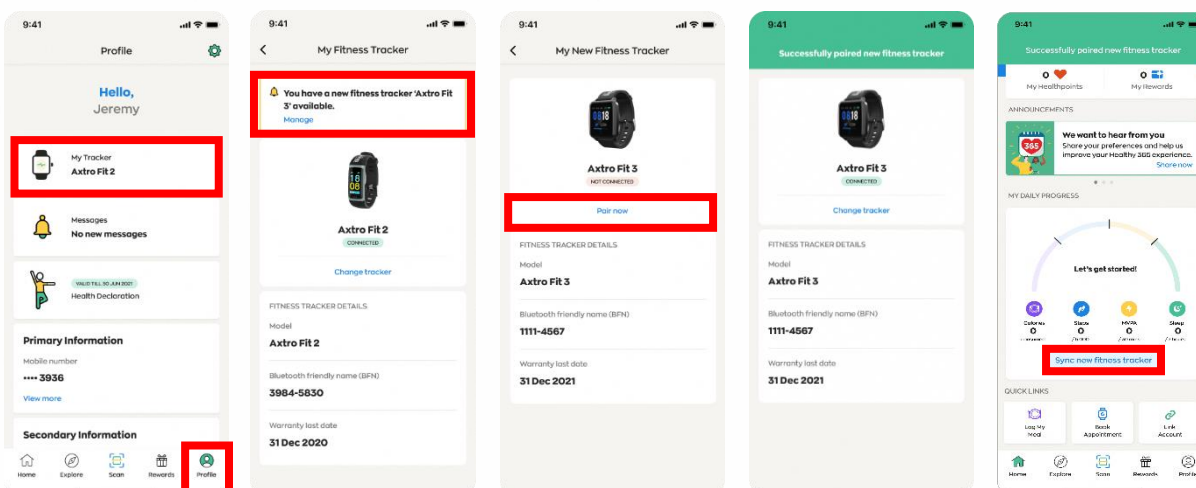 9:41
Profile
Hello,
Jeremy
My Tracker
Axtro Fit 2
Messages
No new messages
VALID TILL 30 JUN 2021
Health Declaration
Primary Information
Mobile number
•••• 3936
View more
Secondary Information
Home
Explore
Scan
Rewards
Profile
9:41
My Fitness Tracker
You have a new fitness tracker 'Axtro Fit
3' available.
Manage
16
08
Axtro Fit 2
CONNECTED
Change tracker
FITNESS TRACKER DETAILS
Model
Axtro Fit 2
Bluetooth friendly name (BFN)
3984-5830
Warranty last date
31 Dec 2020
9:41
My New Fitness Tracker
0618
Axtro Fit 3
NOT CONNECTED
Pair now
FITNESS TRACKER DETAILS
Model
Axtro Fit 3
Bluetooth friendly name (BFN)
1111-4567
Warranty last date
31 Dec 2021
9:41
Successfully paired new fitness tracker
0618
Axtro Fit 3
CONNECTED
Change tracker
FITNESS TRACKER DETAILS
Model
Axtro Fit 3
Bluetooth friendly name (BFN)
1111-4567
Warranty last date
31 Dec 2021
9:41
Successfully paired new fitness tracker
0
0
My Healthpoints
My Rewards
ANNOUNCEMENTS
365
We want to hear from you
Share your preferences and help us
improve your Healthy 365 experience.
Share now
MY DAILY PROGRESS
Let's get started!
Calories
Steps
MVPA
Sleep
0
0
0
0
Sync new fitness tracker
QUICK LINKS
Log My
Meal
Book
Appointment
Link
Account
Home
Explore
Scan
Rewards
Profile